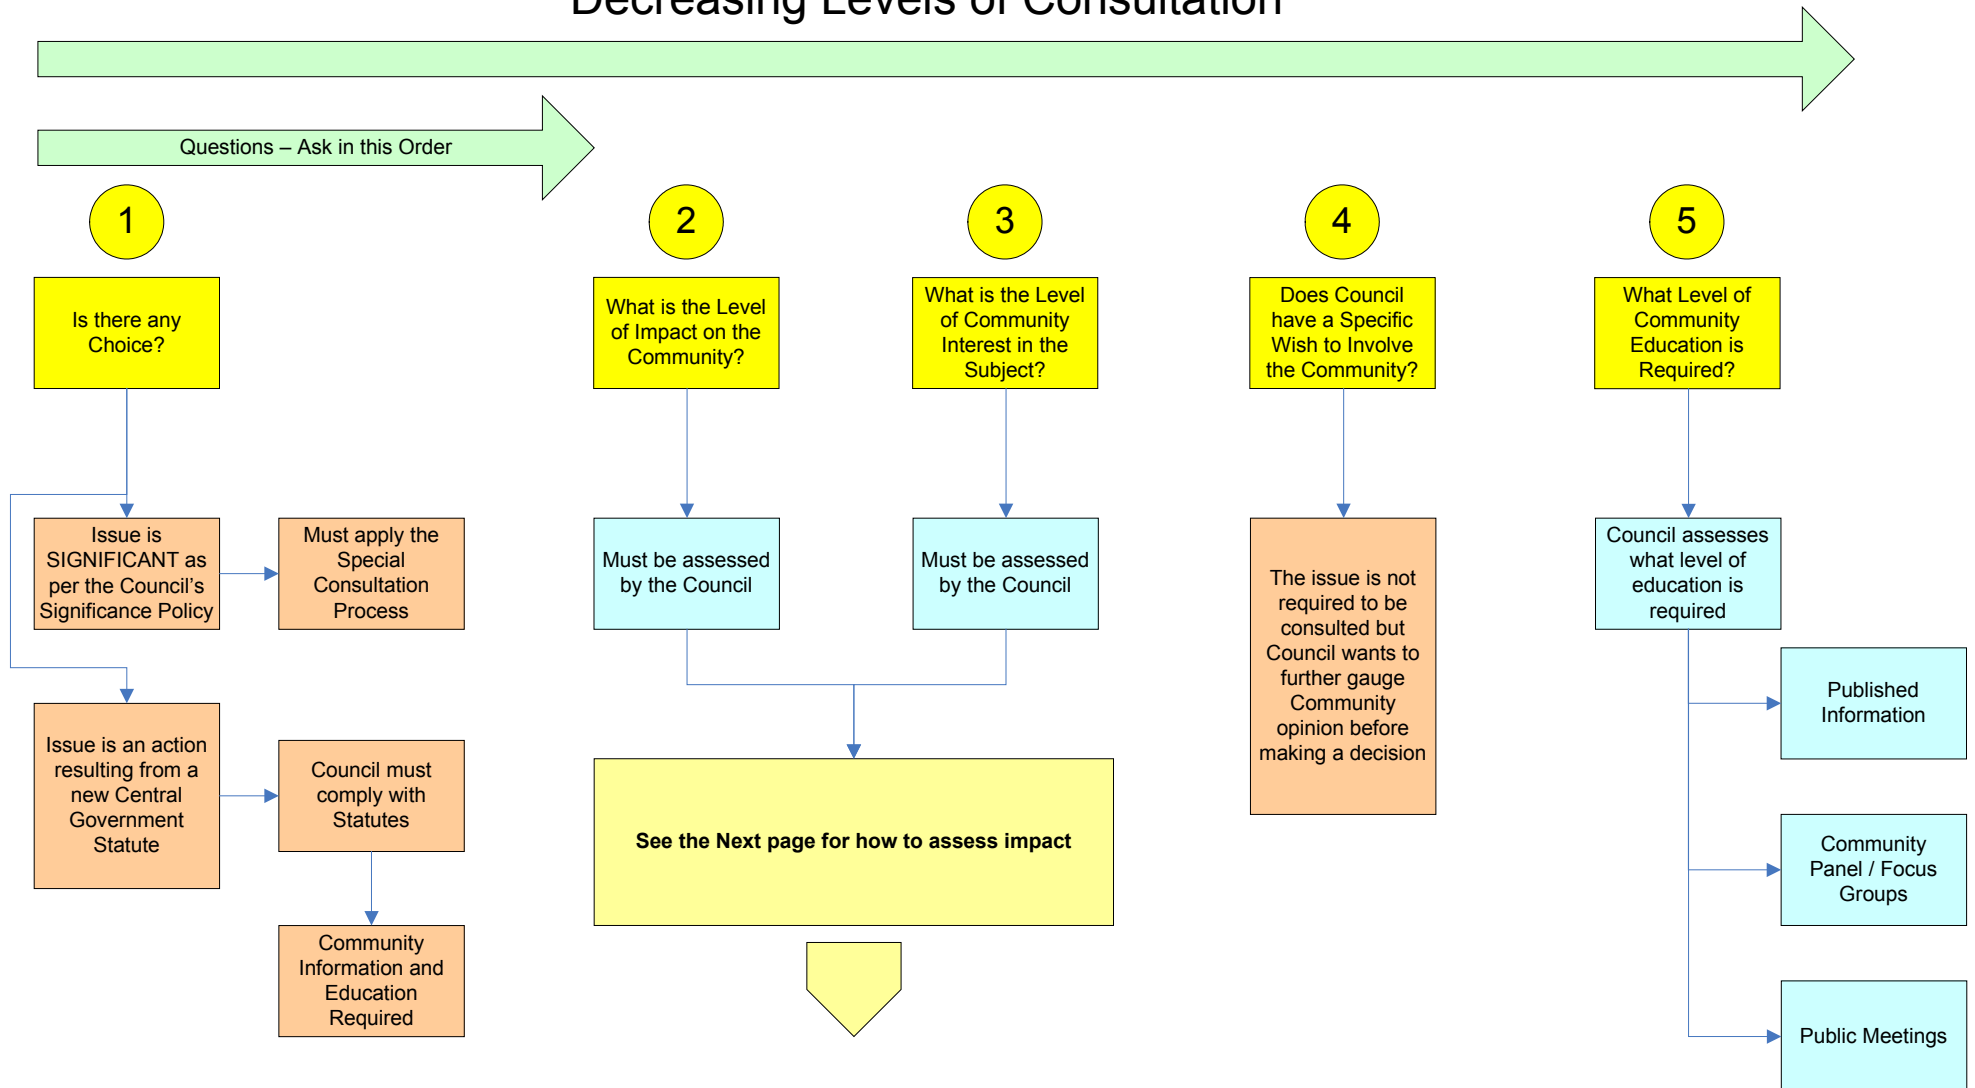 Decreasing Levels of Consultation
Questions – Ask in this Order
1
2
3
4
5
Is there any
Choice?
What is the Level
of Impact on the
Community?
What is the Level
of Community
Interest in the
Subject?
Does Council
have a Specific
Wish to Involve
the Community?
What Level of
Community
Education is
Required?
Issue is
SIGNIFICANT as
per the Council’s
Significance Policy
Must apply the
Special
Consultation
Process
Must be assessed
by the Council
Must be assessed
by the Council
The issue is not
required to be
consulted but
Council wants to
further gauge
Community
opinion before
making a decision
Council assesses
what level of
education is
required
Published
Information
Issue is an action
resulting from a
new Central
Government
Statute
Council must
comply with
Statutes
See the Next page for how to assess impact
Community
Panel / Focus
Groups
Community
Information and
Education
Required
Public Meetings